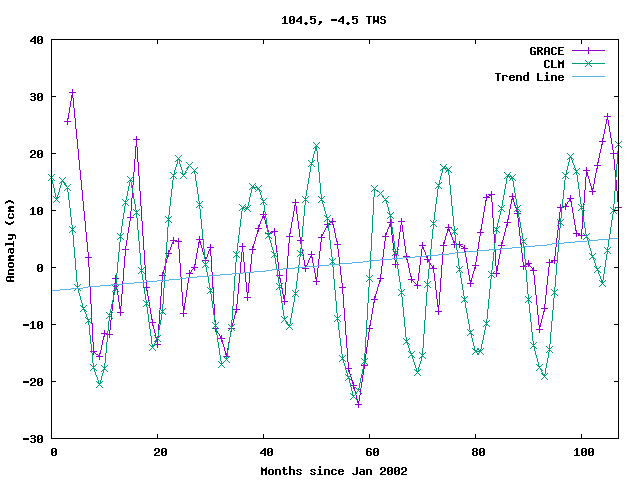 104.5, -4.5 TWS
GRACE
CLM
Trend Line
40
30
20
10
0
-10
-20
-30
Anomaly (cm)
0 20 40 60 80 100
Months since Jan 2002